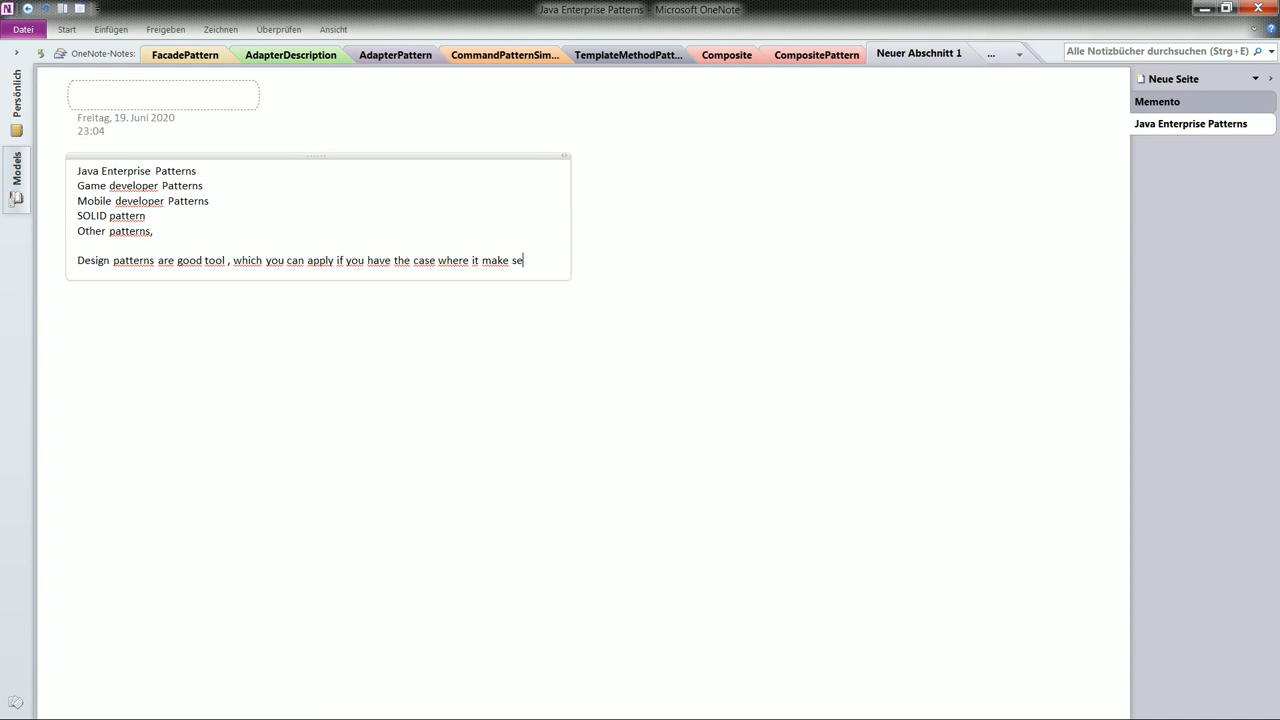 Java Enterprise Patterns - Microsoft OneNote
Datei Start Einfügen Freigeben Zeichnen Überprüfen Ansicht
OneNote-Notes: FacadePattern AdapterDescription AdapterPattern CommandPatternSim... TemplateMethodPatt... Composite CompositePattern Neuer Abschnitt 1 ... Alle Notizbücher durchsuchen (Strg+E)
Persönlich
Models
Neue Seite
Memento
Java Enterprise Patterns
Freitag, 19. Juni 2020
23:04
Java Enterprise Patterns
Game developer Patterns
Mobile developer Patterns
SOLID pattern
Other patterns,
Design patterns are good tool , which you can apply if you have the case where it make se